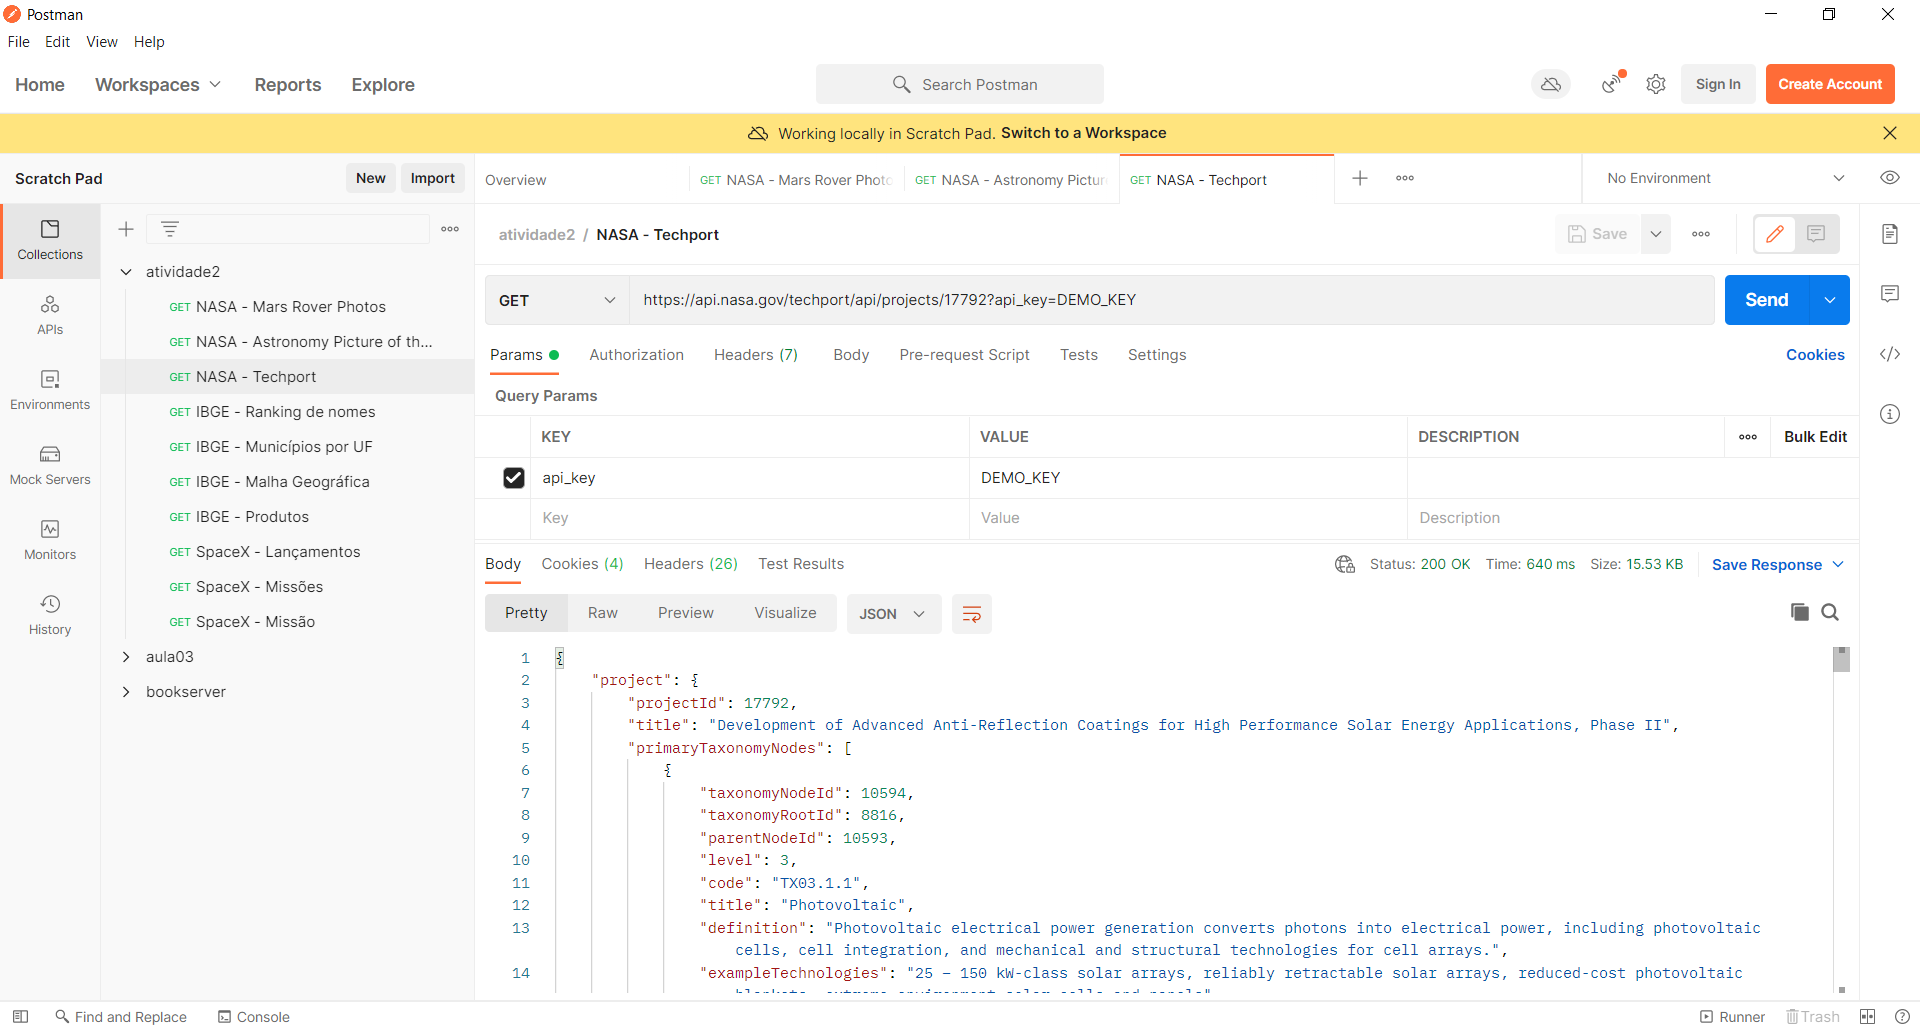 Postman
File Edit View Help
Home Workspaces Reports Explore Search Postman Sign In Create Account
Working locally in Scratch Pad. Switch to a Workspace
Scratch Pad New Import
Overview GET NASA - Mars Rover Photo GET NASA - Astronomy Pictur GET NASA - Techport No Environment
Collections
APIs
Environments
Mock Servers
Monitors
History
atividade2
GET NASA - Mars Rover Photos
GET NASA - Astronomy Picture of th...
GET NASA - Techport
GET IBGE - Ranking de nomes
GET IBGE - Municípios por UF
GET IBGE - Malha Geográfica
GET IBGE - Produtos
GET SpaceX - Lançamentos
GET SpaceX - Missões
GET SpaceX - Missão
aula03
bookserver
atividade2 / NASA - Techport Save
GET https://api.nasa.gov/techport/api/projects/17792?api_key=DEMO_KEY Send
Params Authorization Headers (7) Body Pre-request Script Tests Settings Cookies
Query Params
KEY VALUE DESCRIPTION Bulk Edit
api_key DEMO_KEY
Key Value Description
Body Cookies (4) Headers (26) Test Results Status: 200 OK Time: 640 ms Size: 15.53 KB Save Response
Pretty Raw Preview Visualize JSON
1 {
2 "project": {
3 "projectId": 17792,
4 "title": "Development of Advanced Anti-Reflection Coatings for High Performance Solar Energy Applications, Phase II",
5 "primaryTaxonomyNodes": [
6 {
7 "taxonomyNodeId": 10594,
8 "taxonomyRootId": 8816,
9 "parentNodeId": 10593,
10 "level": 3,
11 "code": "TX03.1.1",
12 "title": "Photovoltaic",
13 "definition": "Photovoltaic electrical power generation converts photons into electrical power, including photovoltaic
cells, cell integration, and mechanical and structural technologies for cell arrays.",
14 "exampleTechnologies": "25 – 150 kW-class solar arrays, reliably retractable solar arrays, reduced-cost photovoltaic
Find and Replace Console Runner Trash